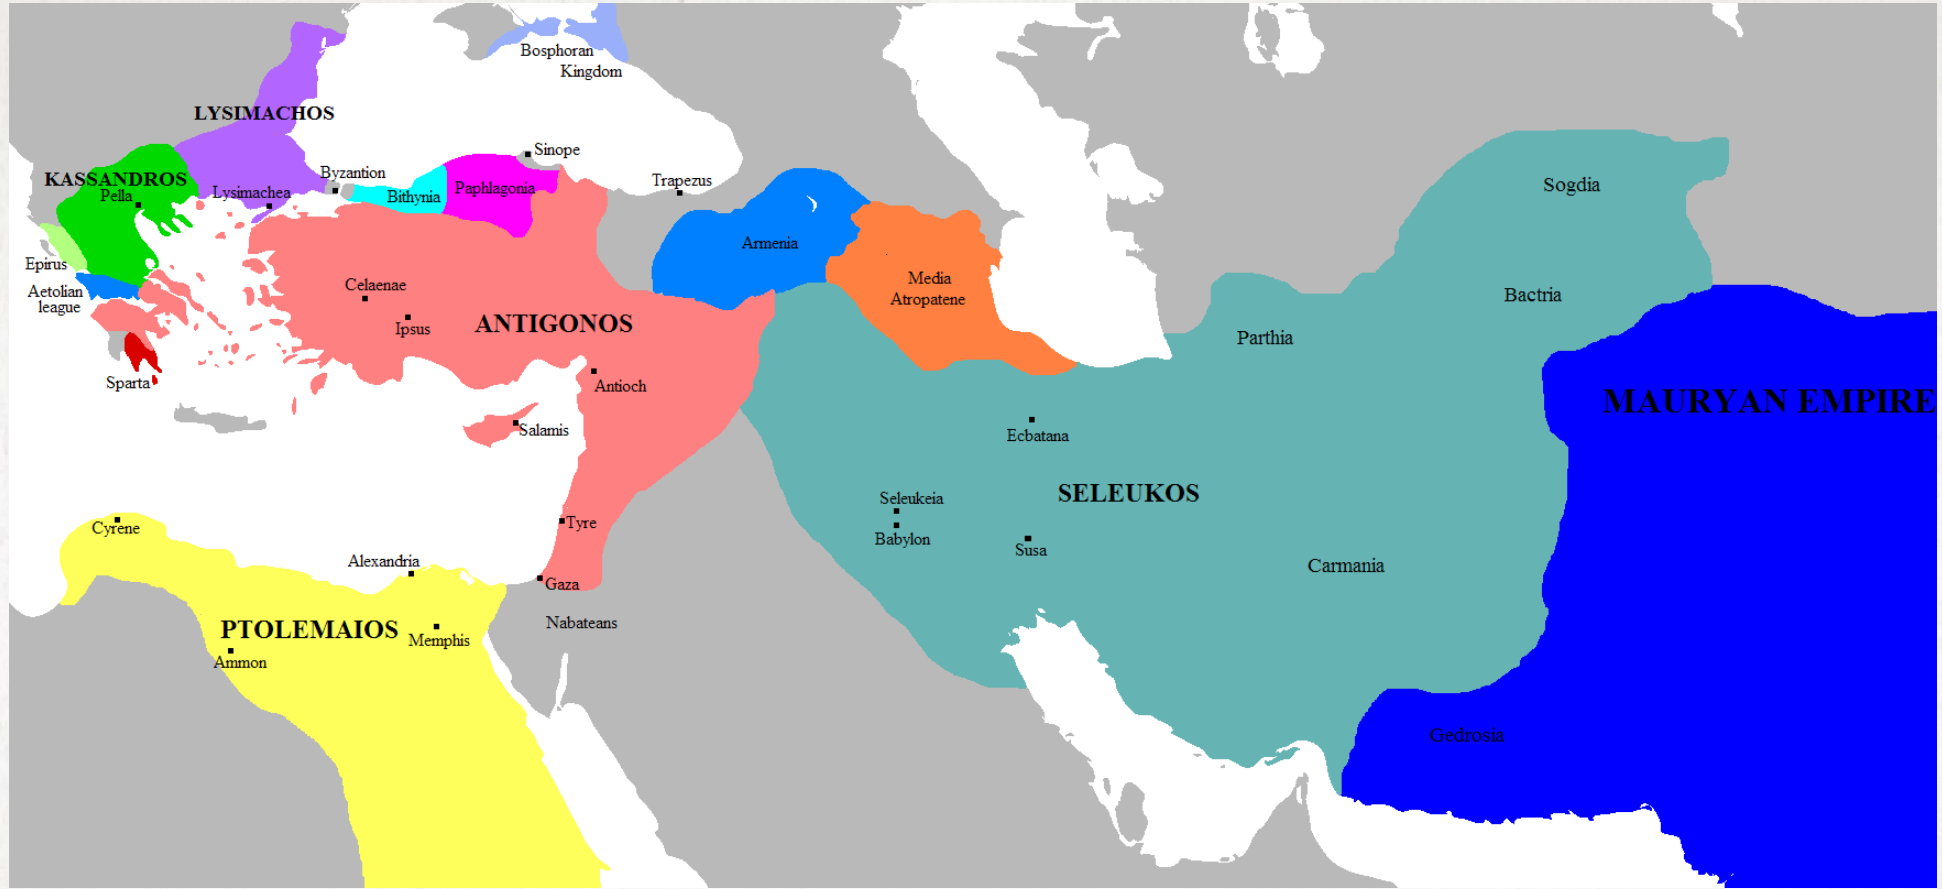 Bosphoran
Kingdom
LYSIMACHOS
Sinope
Byzantion
KASSANDROS
Pella
Lysimachea
Bithynia
Paphlagonia
Trapezus
Sogdia
Armenia
Epirus
Aetolian
league
Celaenae
Ipsus
ANTIGONOS
Media
Atropatene
Bactria
Parthia
Sparta
Antioch
MAURYAN EMPIRE
Salamis
Ecbatana
SELEUKOS
Seleukeia
Babylon
Susa
Cyrene
Tyre
Alexandria
Gaza
Carmania
PTOLEMAIOS
Memphis
Nabateans
Ammon
Gedrosia